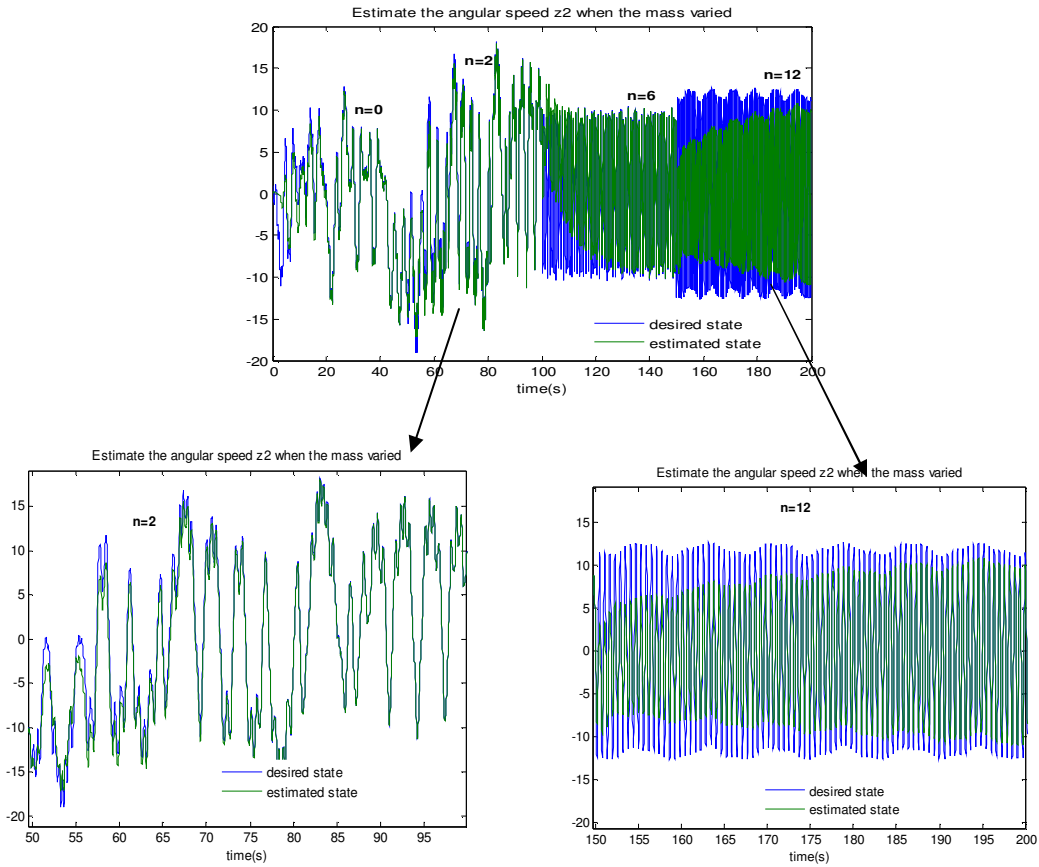 Estimate the angular speed z2 when the mass varied
20
15
10
5
0
-5
-10
-15
-20
n=0
n=2
n=6
n=12
desired state
estimated state
0 20 40 60 80 100 120 140 160 180 200
time(s)
Estimate the angular speed z2 when the mass varied
15
10
5
0
-5
-10
-15
-20
n=2
desired state
estimated state
50 55 60 65 70 75 80 85 90 95
time(s)
Estimate the angular speed z2 when the mass varied
15
10
5
0
-5
-10
-15
-20
n=12
desired state
estimated state
150 155 160 165 170 175 180 185 190 195 200
time(s)